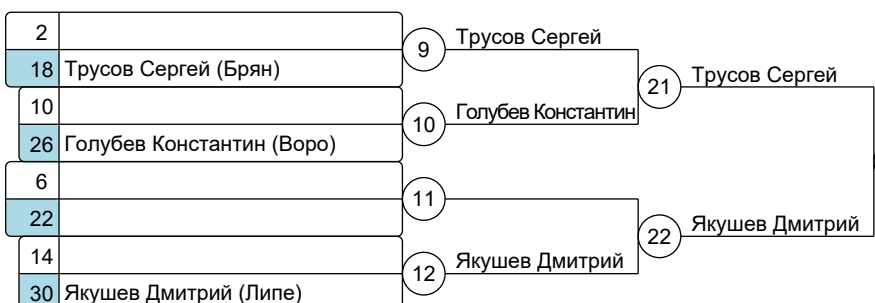 2
18 Трусов Сергей (Брян)
10
26 Голубев Константин (Воро)
6
22
14
30 Якушев Дмитрий (Липе)
9
10
11
12
Трусов Сергей
Голубев Константин
Якушев Дмитрий
21
22
Трусов Сергей
Якушев Дмитрий